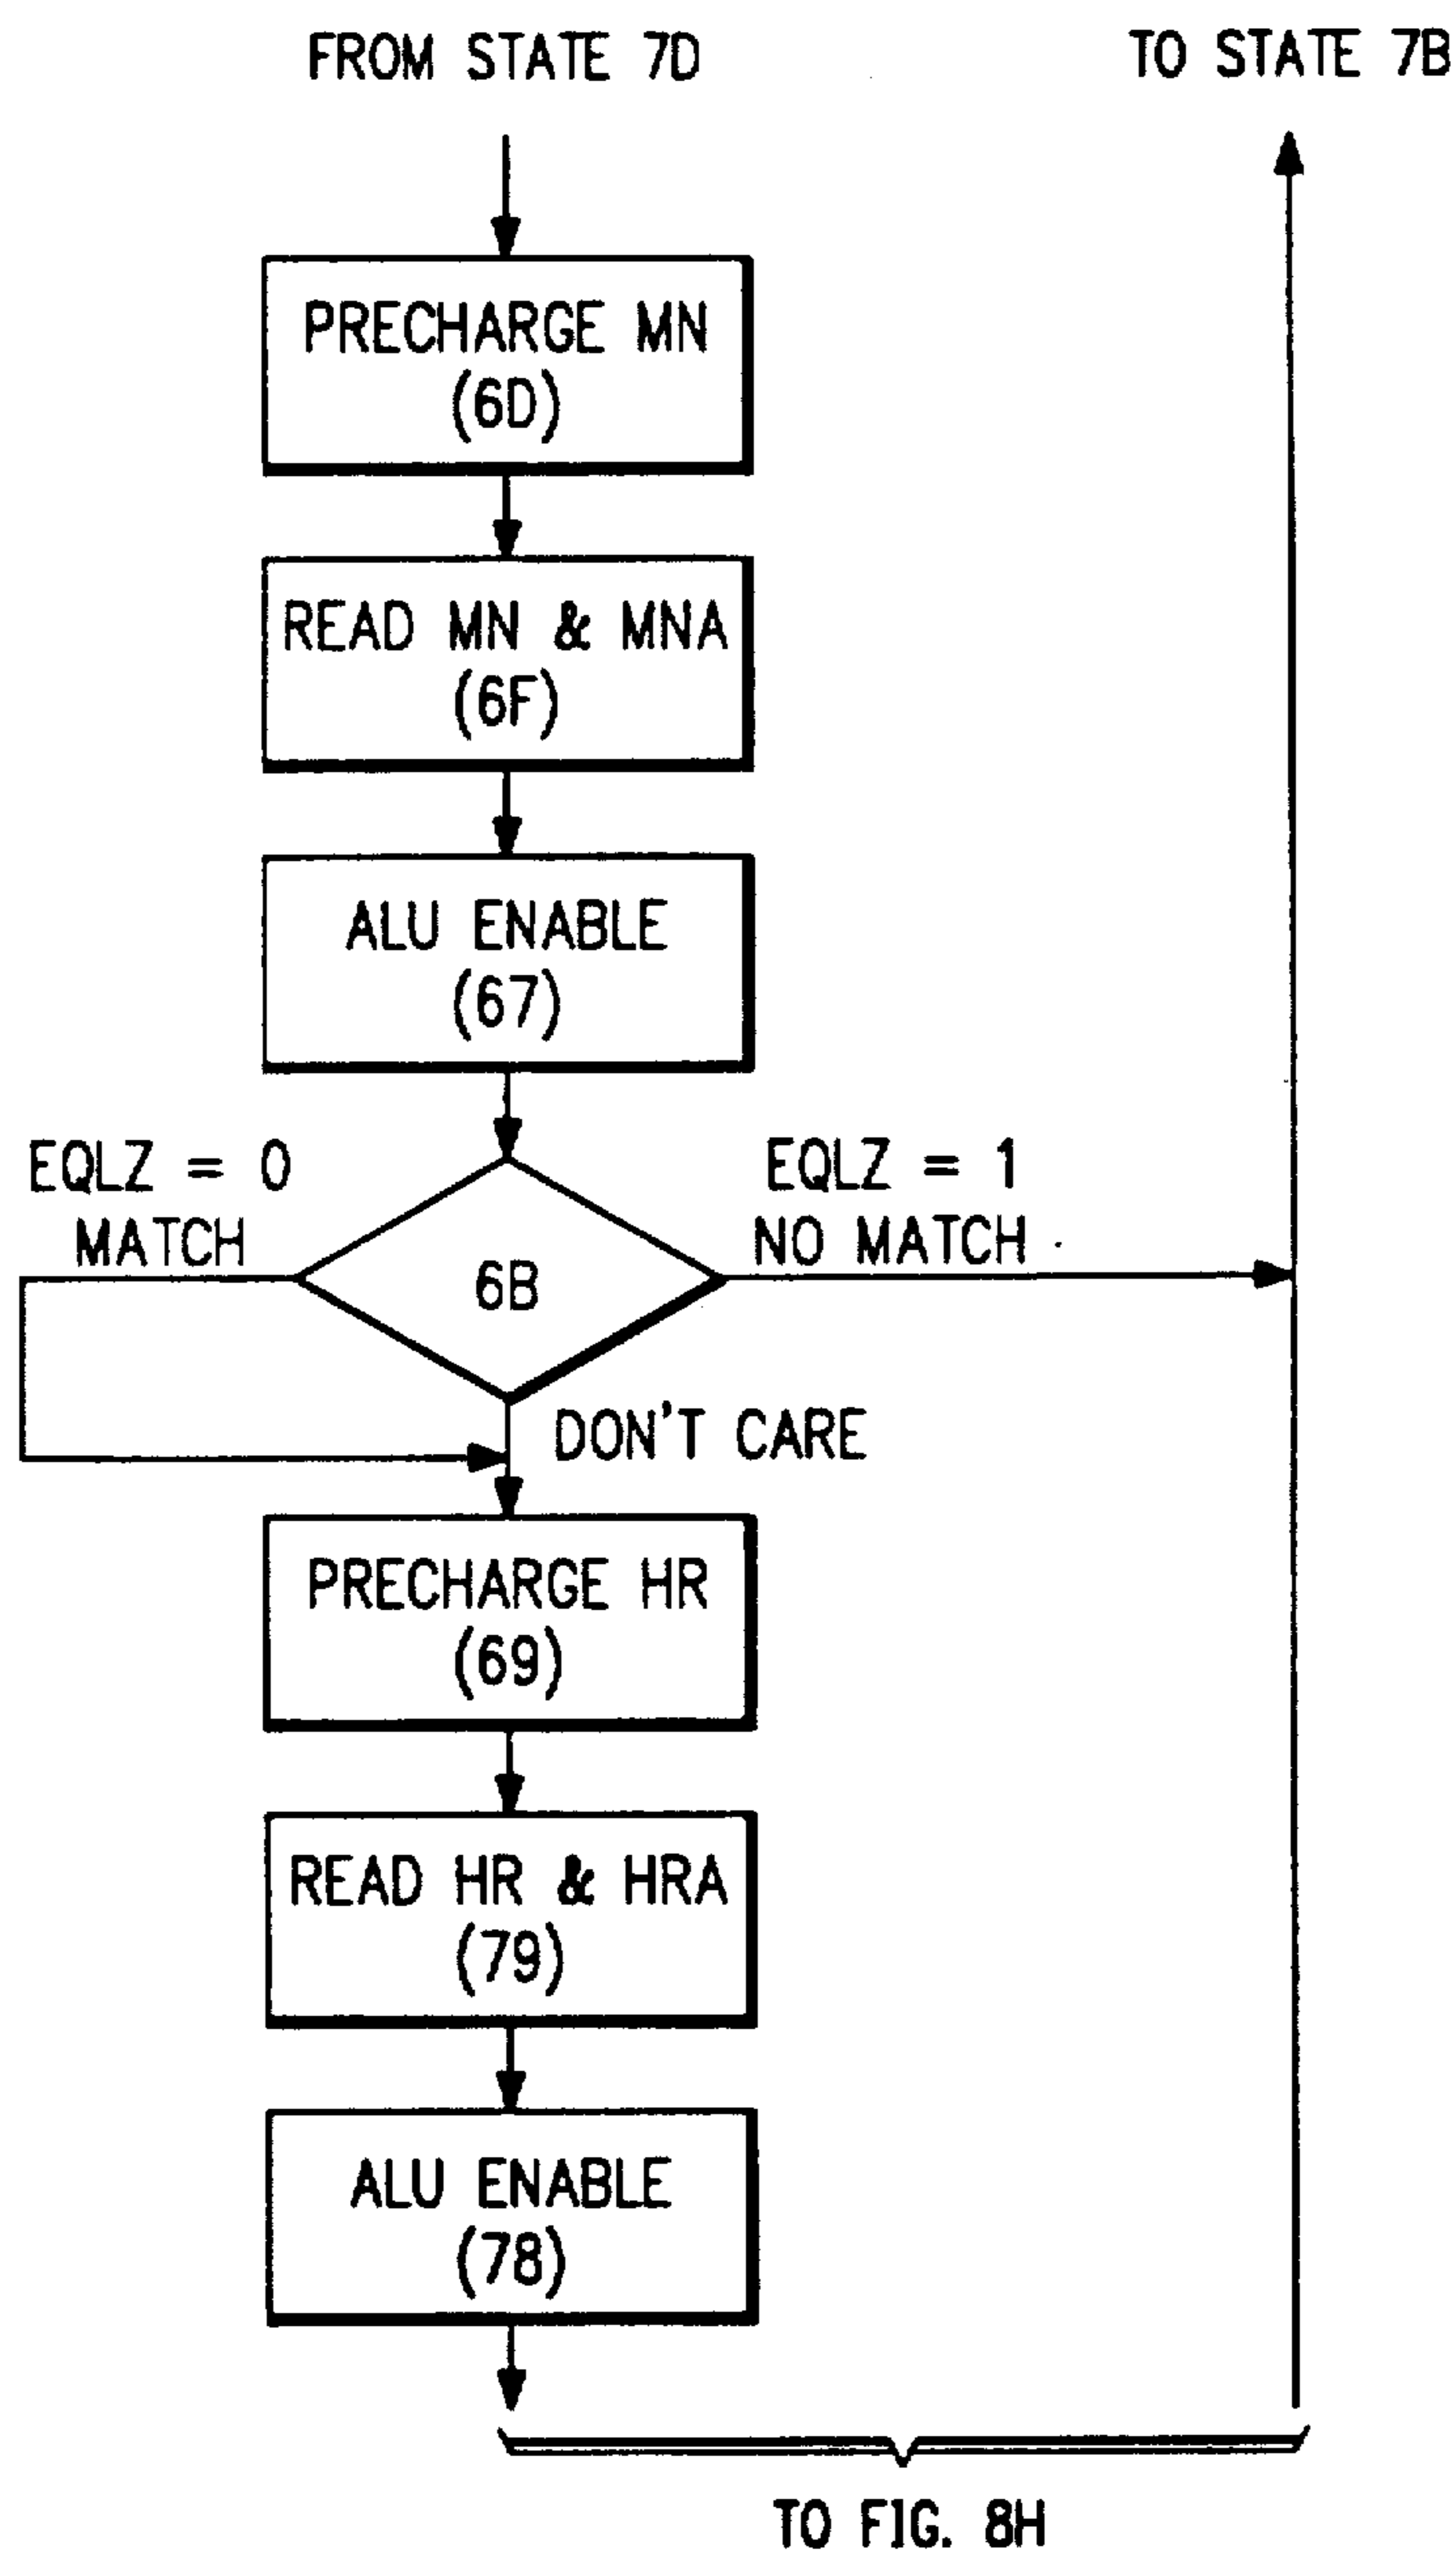 FROM STATE 7D
TO STATE 7B
PRECHARGE MN
(6D)
READ MN & MNA
(6F)
ALU ENABLE
(67)
EQLZ = 0
MATCH
EQLZ = 1
NO MATCH
6B
DON'T CARE
PRECHARGE HR
(69)
READ HR & HRA
(79)
ALU ENABLE
(78)
TO FIG. 8H